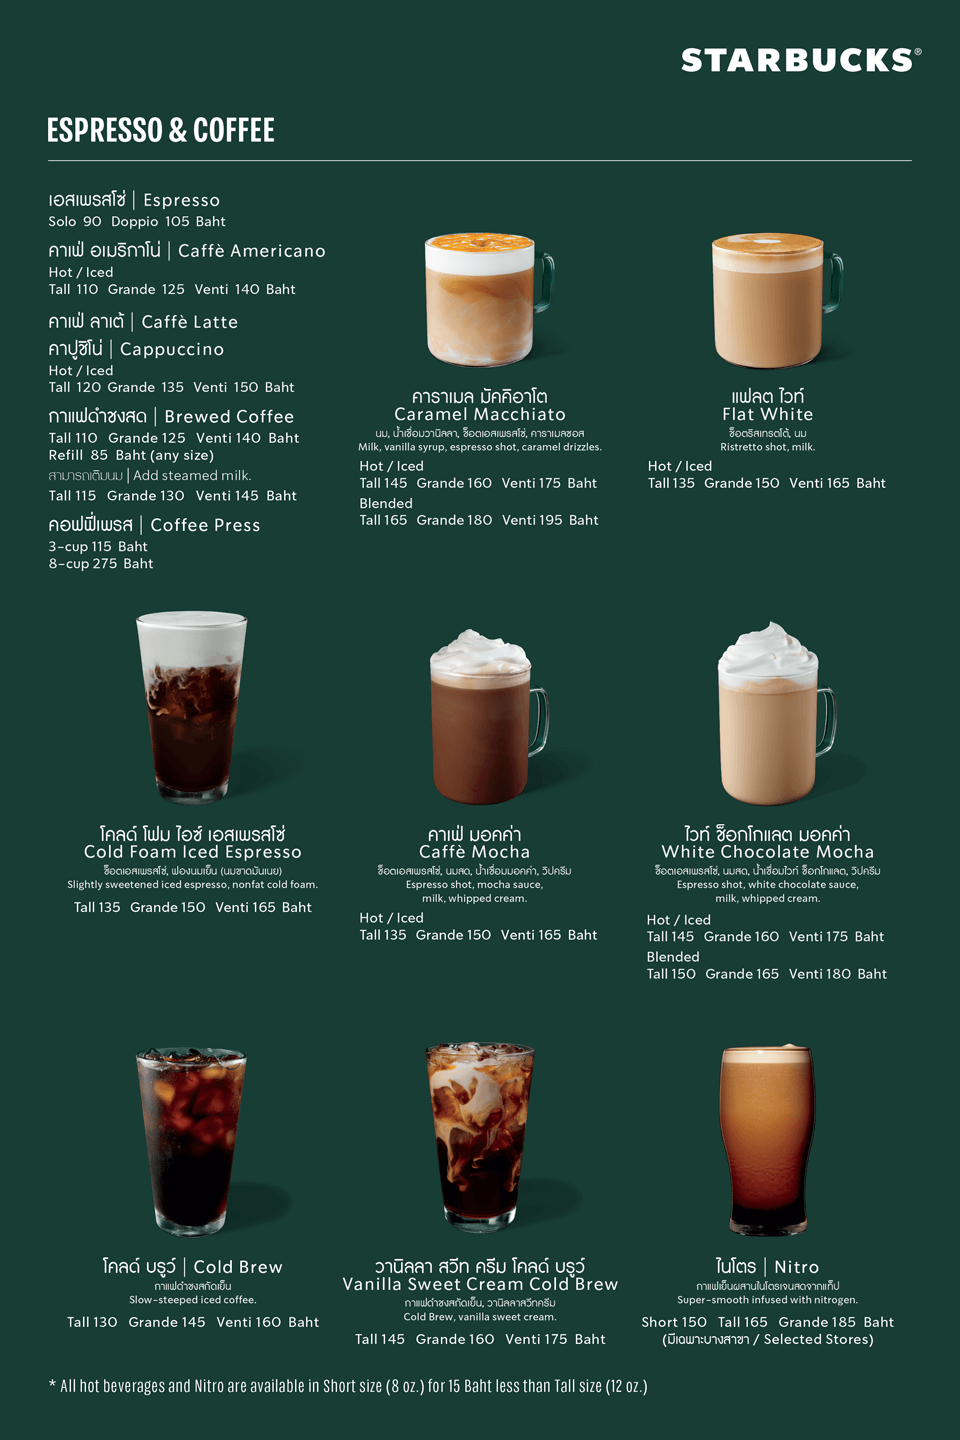 STARBUCKS®
ESPRESSO & COFFEE
เอสเพรสโซ่ | Espresso
Solo 90 Doppio 105 Baht
คาเฟ่ อเมริกาโน่ | Caffè Americano
Hot / Iced
Tall 110 Grande 125 Venti 140 Baht
คาเฟ่ ลาเต้ | Caffè Latte
คาปูชิโน่ | Cappuccino
Hot / Iced
Tall 120 Grande 135 Venti 150 Baht
กาแฟดำชงสด | Brewed Coffee
Tall 110 Grande 125 Venti 140 Baht
Refill 85 Baht (any size)
สามารถเติมนม | Add steamed milk.
Tall 115 Grande 130 Venti 145 Baht
คอฟฟี่เพรส | Coffee Press
3-cup 115 Baht
8-cup 275 Baht
คาราเมล มัคคิอาโต
Caramel Macchiato
นม, น้ำเชื่อมวานิลลา, ช็อตเอสเพรสโซ่, คาราเมลซอส
Milk, vanilla syrup, espresso shot, caramel drizzles.
Hot / Iced
Tall 145 Grande 160 Venti 175 Baht
Blended
Tall 165 Grande 180 Venti 195 Baht
แฟลต ไวท์
Flat White
ช็อตริสเทรตโต้, นม
Ristretto shot, milk.
Hot / Iced
Tall 135 Grande 150 Venti 165 Baht
โคลด์ โฟม ไอซ์ เอสเพรสโซ่
Cold Foam Iced Espresso
ช็อตเอสเพรสโซ่, ฟองนมเย็น (นมขาดมันเนย)
Slightly sweetened iced espresso, nonfat cold foam.
Tall 135 Grande 150 Venti 165 Baht
คาเฟ่ มอคค่า
Caffè Mocha
ช็อตเอสเพรสโซ่, นมสด, น้ำเชื่อมมอคค่า, วิปครีม
Espresso shot, mocha sauce,
milk, whipped cream.
Hot / Iced
Tall 135 Grande 150 Venti 165 Baht
ไวท์ ช็อกโกแลต มอคค่า
White Chocolate Mocha
ช็อตเอสเพรสโซ่, นมสด, น้ำเชื่อมไวท์ ช็อกโกแลต, วิปครีม
Espresso shot, white chocolate sauce,
milk, whipped cream.
Hot / Iced
Tall 145 Grande 160 Venti 175 Baht
Blended
Tall 150 Grande 165 Venti 180 Baht
โคลด์ บรูว์ | Cold Brew
กาแฟดำชงสกัดเย็น
Slow-steeped iced coffee.
Tall 130 Grande 145 Venti 160 Baht
วานิลลา สวีท ครีม โคลด์ บรูว์
Vanilla Sweet Cream Cold Brew
กาแฟดำชงสกัดเย็น, วานิลลาสวีทครีม
Cold Brew, vanilla sweet cream.
Tall 145 Grande 160 Venti 175 Baht
ไนโตร | Nitro
กาแฟเย็นผสานไนโตรเจนสดจากแท็ป
Super-smooth infused with nitrogen.
Short 150 Tall 165 Grande 185 Baht
(มีเฉพาะบางสาขา / Selected Stores)
* All hot beverages and Nitro are available in Short size (8 oz.) for 15 Baht less than Tall size (12 oz.)